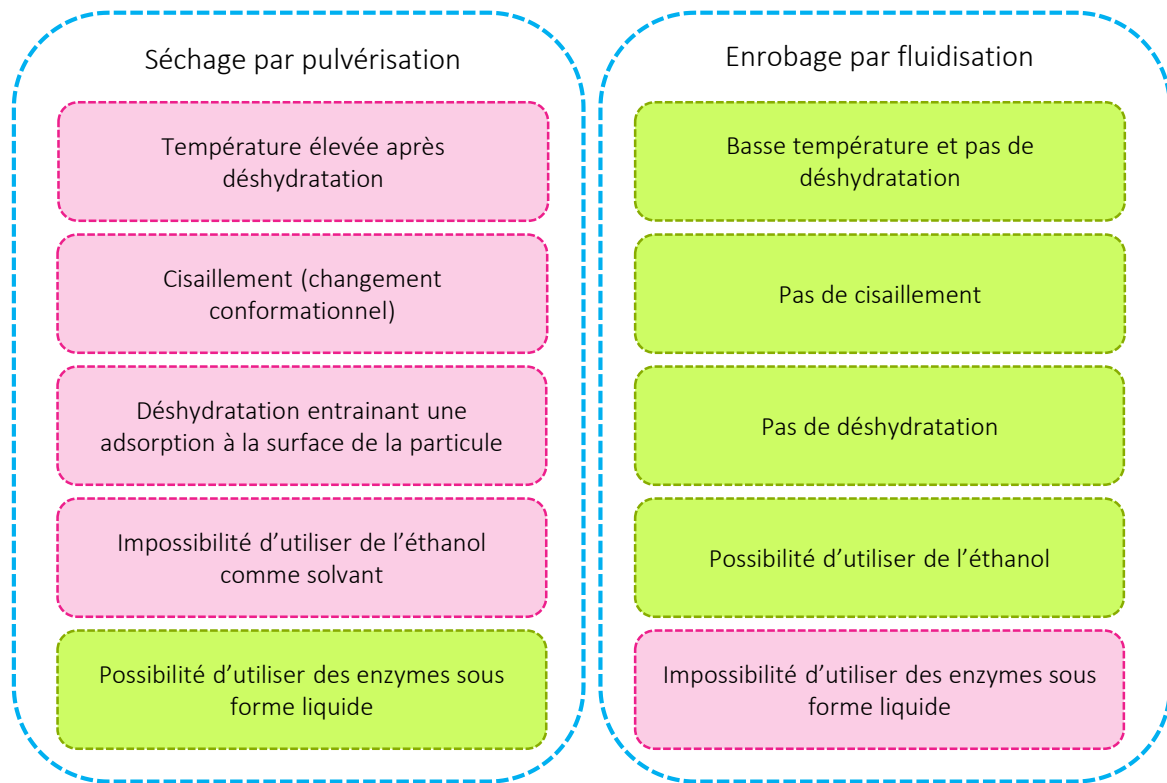 Séchage par pulvérisation
Température élevée après
déshydratation
Cisaillement (changement
conformationnel)
Déshydratation entrainant une
adsorption à la surface de la particule
Impossibilité d’utiliser de l’éthanol
comme solvant
Possibilité d’utiliser des enzymes sous
forme liquide
Enrobage par fluidisation
Basse température et pas de
déshydratation
Pas de cisaillement
Pas de déshydratation
Possibilité d’utiliser de l’éthanol
Impossibilité d’utiliser des enzymes sous
forme liquide